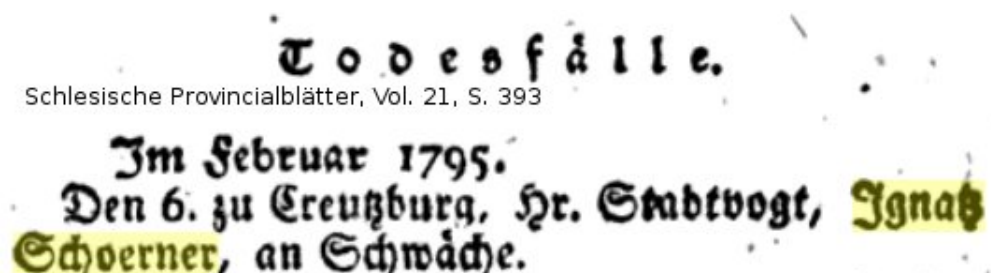 Todesfälle.
Schlesische Provincialblätter, Vol. 21, S. 393
Im Februar 1795.
Den 6. zu Creutzburg, Hr. Stadtvogt, Ignatz
Schoerner, an Schwäche.